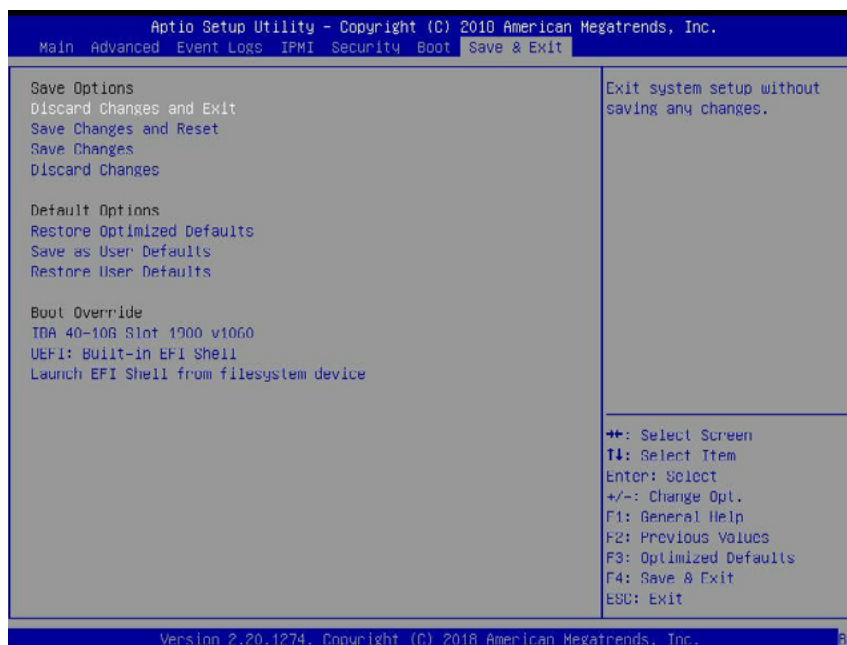 Aptio Setup Utility – Copyright (C) 2018 American Megatrends, Inc.
Main Advanced Event Logs IPMI Security Boot Save & Exit
Save Options
Discard Changes and Exit
Save Changes and Reset
Save Changes
Discard Changes
Default Options
Restore Optimized Defaults
Save as User Defaults
Restore User Defaults
Boot Override
IBA 40-10G Slot 1900 v1060
UEFI: Built-in EFI Shell
Launch EFI Shell from filesystem device
Exit system setup without
saving any changes.
→←: Select Screen
↑↓: Select Item
Enter: Select
+/-: Change Opt.
F1: General Help
F2: Previous Values
F3: Optimized Defaults
F4: Save & Exit
ESC: Exit
Version 2.20.1274. Copyright (C) 2018 American Megatrends, Inc.